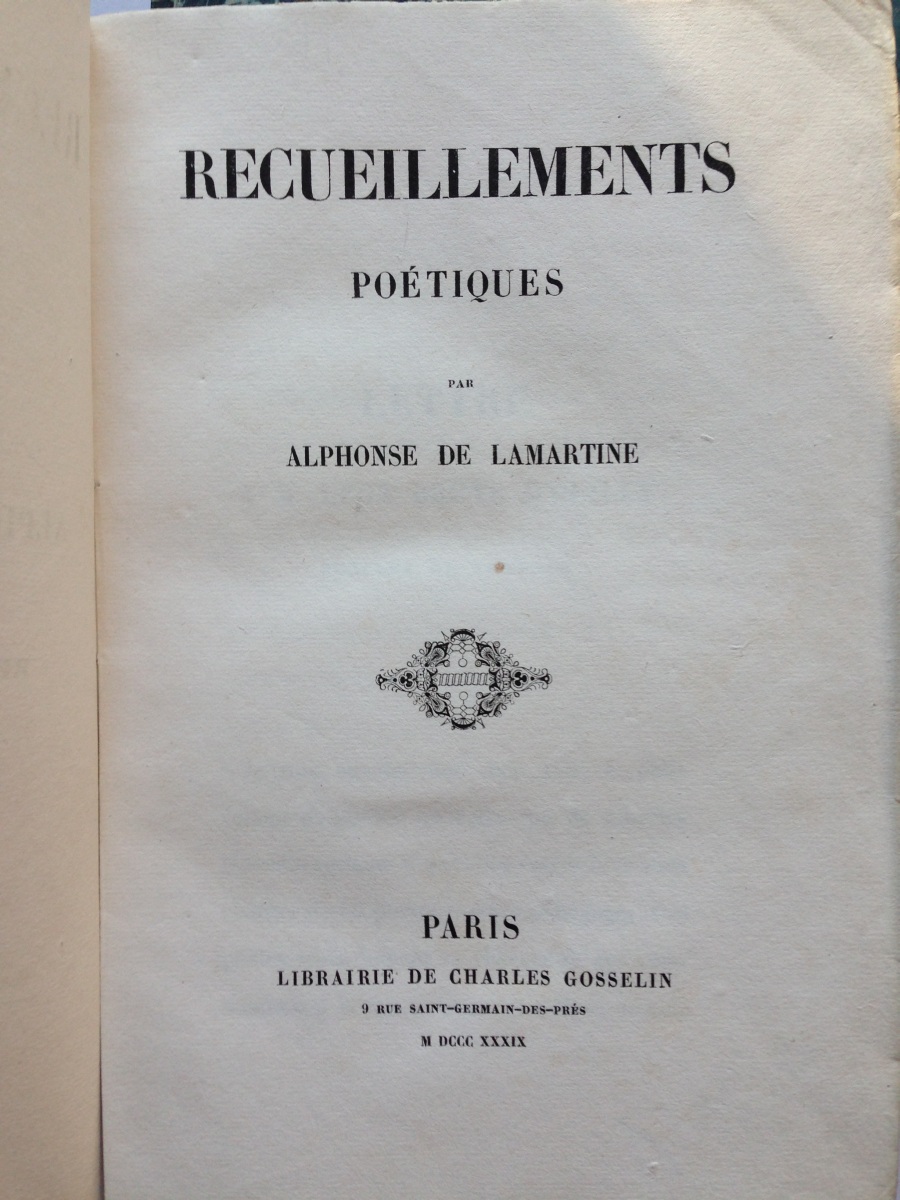 RECUEILLEMENTS
POÉTIQUES
PAR
ALPHONSE DE LAMARTINE
PARIS
LIBRAIRIE DE CHARLES GOSSELIN
9 RUE SAINT-GERMAIN-DES-PRÉS
M DCCC XXXIX